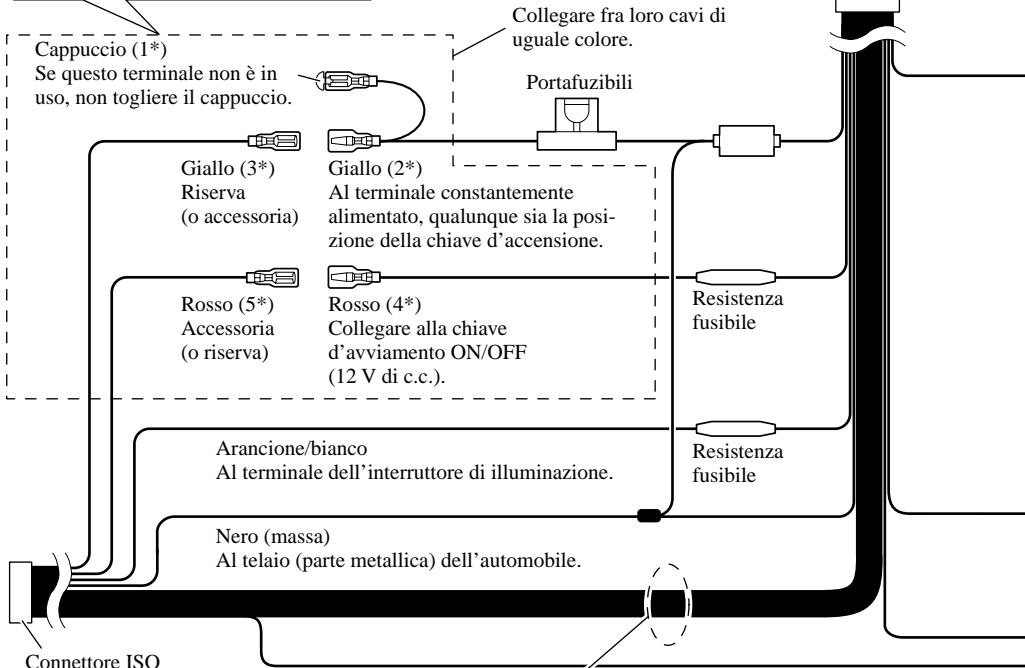 Collegare fra loro cavi di
uguale colore.
Cappuccio (1*)
Se questo terminale non è in
uso, non togliere il cappuccio.
Portafuzibili
Giallo (3*)
Riserva
(o accessoria)
Giallo (2*)
Al terminale constantemente
alimentato, qualunque sia la posi-
zione della chiave d'accensione.
Rosso (5*)
Accessoria
(o riserva)
Rosso (4*)
Collegare alla chiave
d'avviamento ON/OFF
(12 V di c.c.).
Resistenza
fusibile
Arancione/bianco
Al terminale dell'interruttore di illuminazione.
Resistenza
fusibile
Nero (massa)
Al telaio (parte metallica) dell'automobile.
Connettore ISO